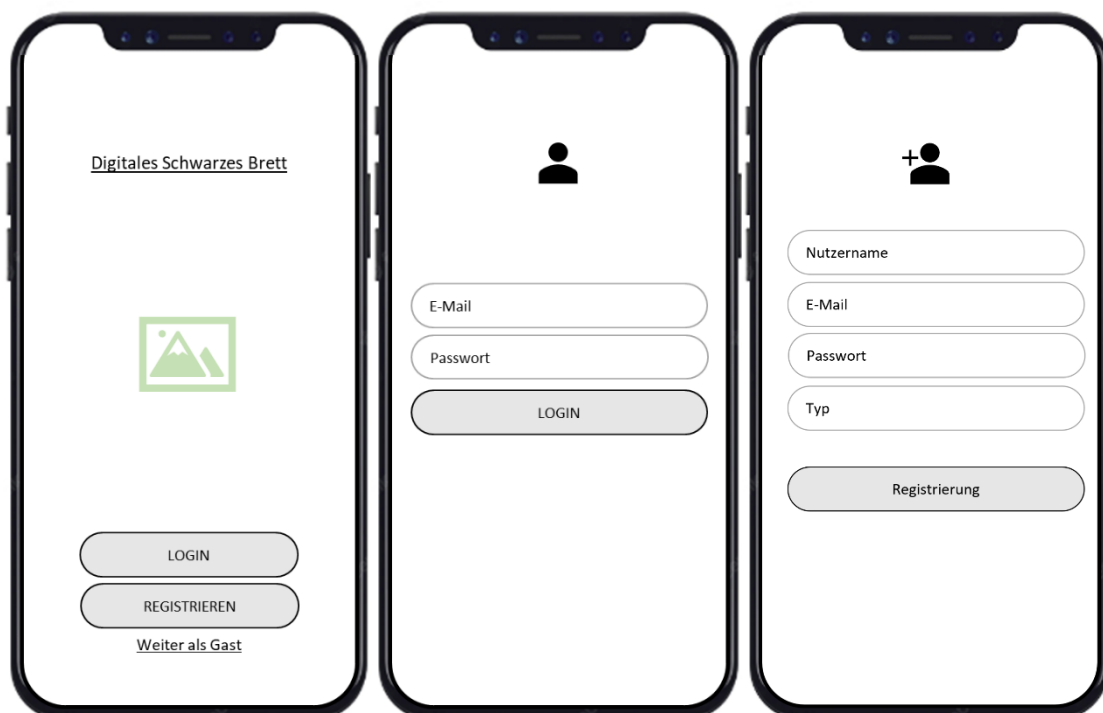 Digitales Schwarzes Brett
LOGIN
REGISTRIEREN
Weiter als Gast
E-Mail
Passwort
LOGIN
Nutzername
E-Mail
Passwort
Typ
Registrierung